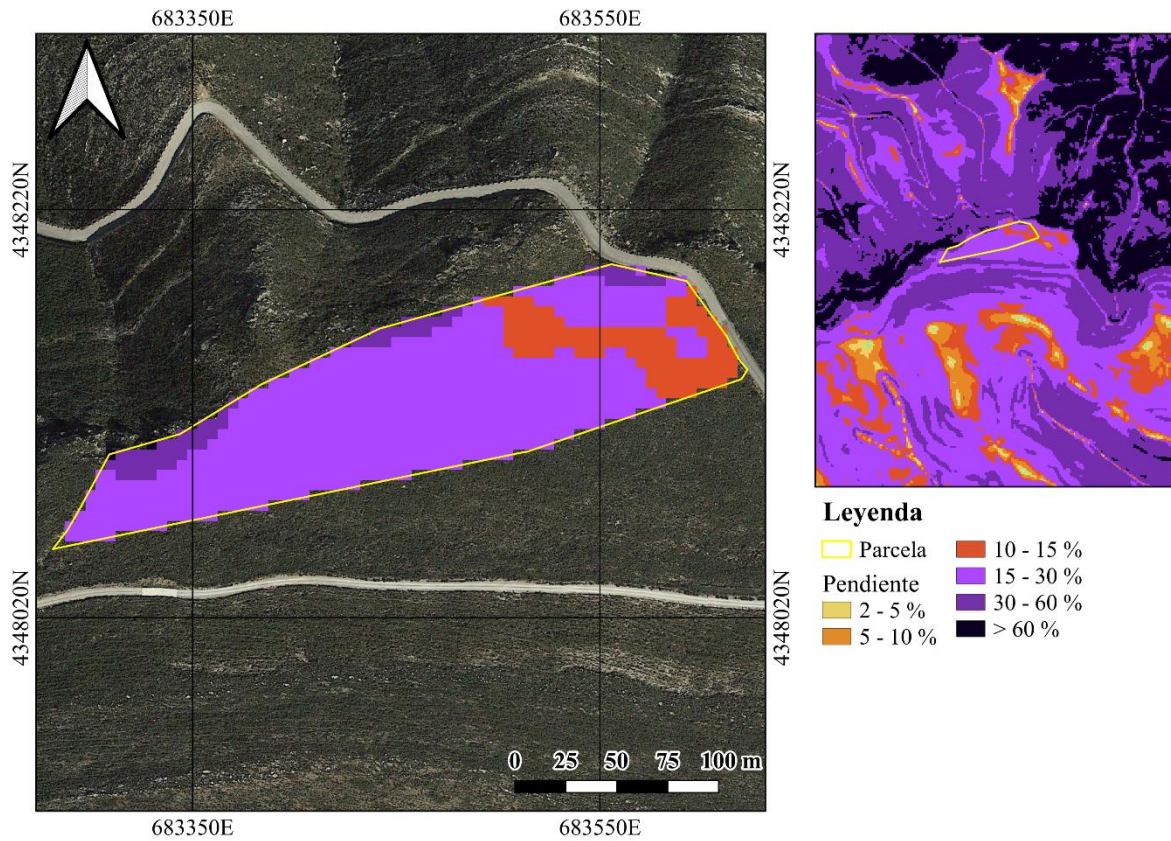 683350E
683550E
4348220N
4348220N
4348020N
4348020N
0 25 50 75 100 m
683350E
683550E
Leyenda
Parcela
Pendiente
2 - 5 %
5 - 10 %
10 - 15 %
15 - 30 %
30 - 60 %
> 60 %